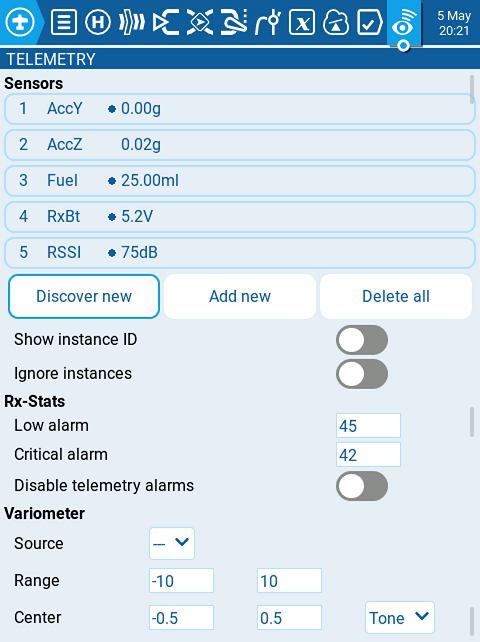 5 May
20:21
TELEMETRY
Sensors
1 AccY 0.00g
2 AccZ 0.02g
3 Fuel 25.00ml
4 RxBt 5.2V
5 RSSI 75dB
Discover new Add new Delete all
Show instance ID
Ignore instances
Rx-Stats
Low alarm 45
Critical alarm 42
Disable telemetry alarms
Variometer
Source ---
Range -10 10
Center -0.5 0.5 Tone